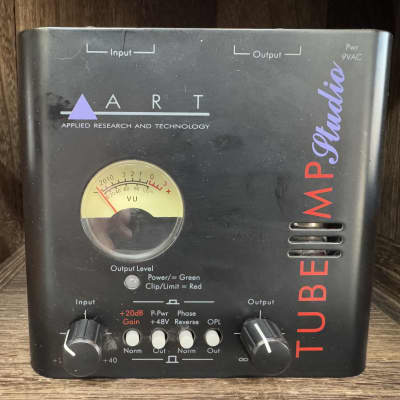 Input
Output
Pwr
9VAC
ART
APPLIED RESEARCH AND TECHNOLOGY
TUBE MP Studio
VU
Output Level
Power/= Green
Clip/Limit = Red
Input
+20dB
Gain
P-Pwr
+48V
Phase
Reverse
OPL
Output
Norm
Out
Norm
Out
+40
∞